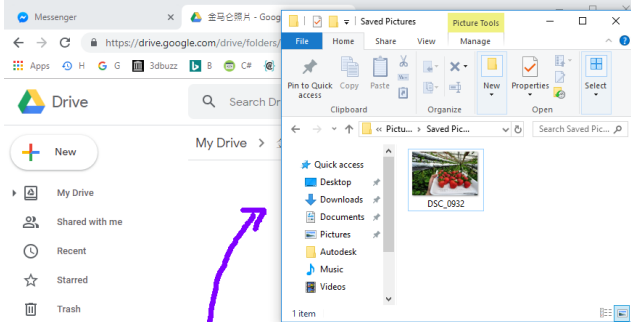 Messenger
金马仑照片 - Goog
https://drive.google.com/drive/folders/
Apps
H
G
3dbuzz
B
C#
Drive
Search Dr
New
My Drive
My Drive
Shared with me
Recent
Starred
Trash
Saved Pictures
Picture Tools
File
Home
Share
View
Manage
Pin to Quick access
Copy
Paste
New
Properties
Select
Clipboard
Organize
Open
« Pictu... > Saved Pic...
Search Saved Pic...
Quick access
Desktop
Downloads
Documents
Pictures
Autodesk
Music
Videos
DSC_0932
1 item